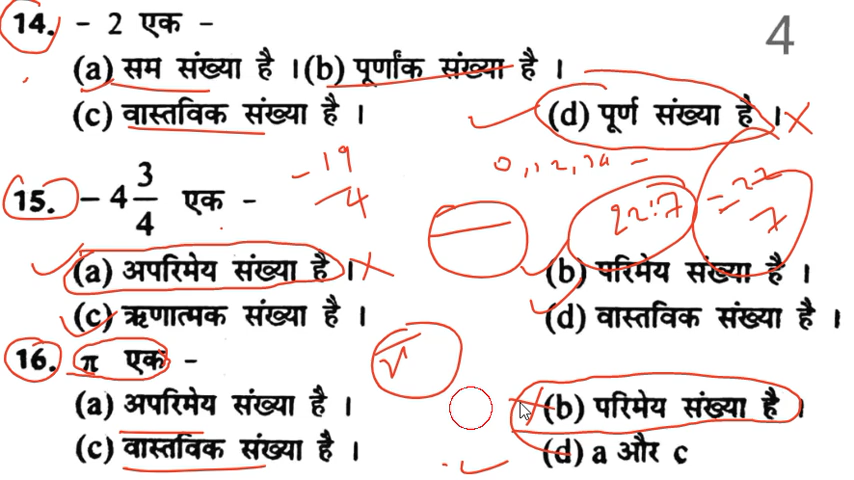 14. - 2 एक -
4
(a) सम संख्या है । (b) पूर्णांक संख्या है ।
(c) वास्तविक संख्या है । (d) पूर्ण संख्या है ।
0, 1, 2,
15. - 4 3/4 एक -
- 19/4
22:7 = 22/7
(a) अपरिमेय संख्या है । (b) परिमेय संख्या है ।
(c) ऋणात्मक संख्या है । (d) वास्तविक संख्या है ।
16. π एक -
√
(a) अपरिमेय संख्या है । (b) परिमेय संख्या है ।
(c) वास्तविक संख्या है । (d) a और c